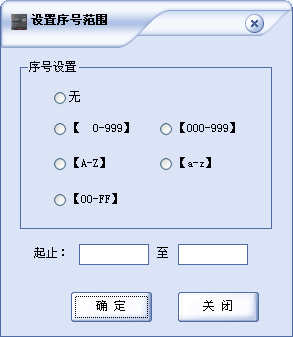 设置序号范围
序号设置
无
【  0-999】 【000-999】
【A-Z】 【a-z】
【00-FF】
起止： 至
确 定 关 闭